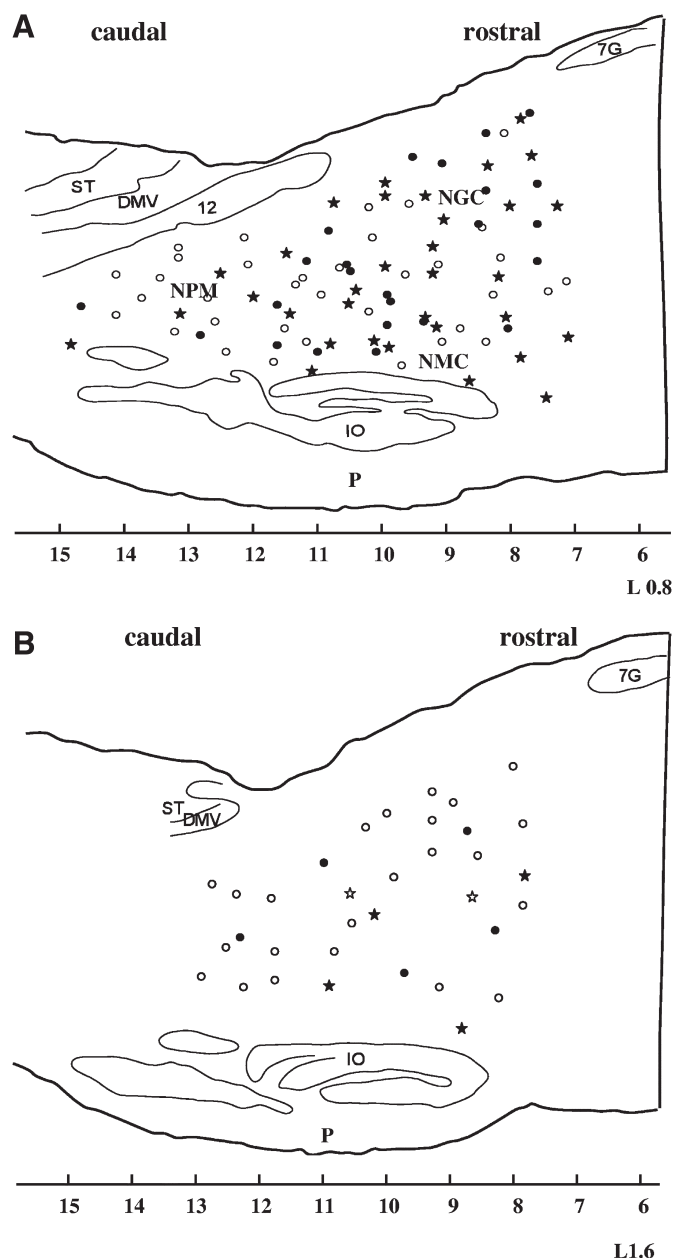 A
caudal rostral
7G
ST
DMV
12
NGC
NPM
NMC
IO
P
15 14 13 12 11 10 9 8 7 6
L 0.8
B
caudal rostral
7G
ST
DMV
IO
P
15 14 13 12 11 10 9 8 7 6
L1.6